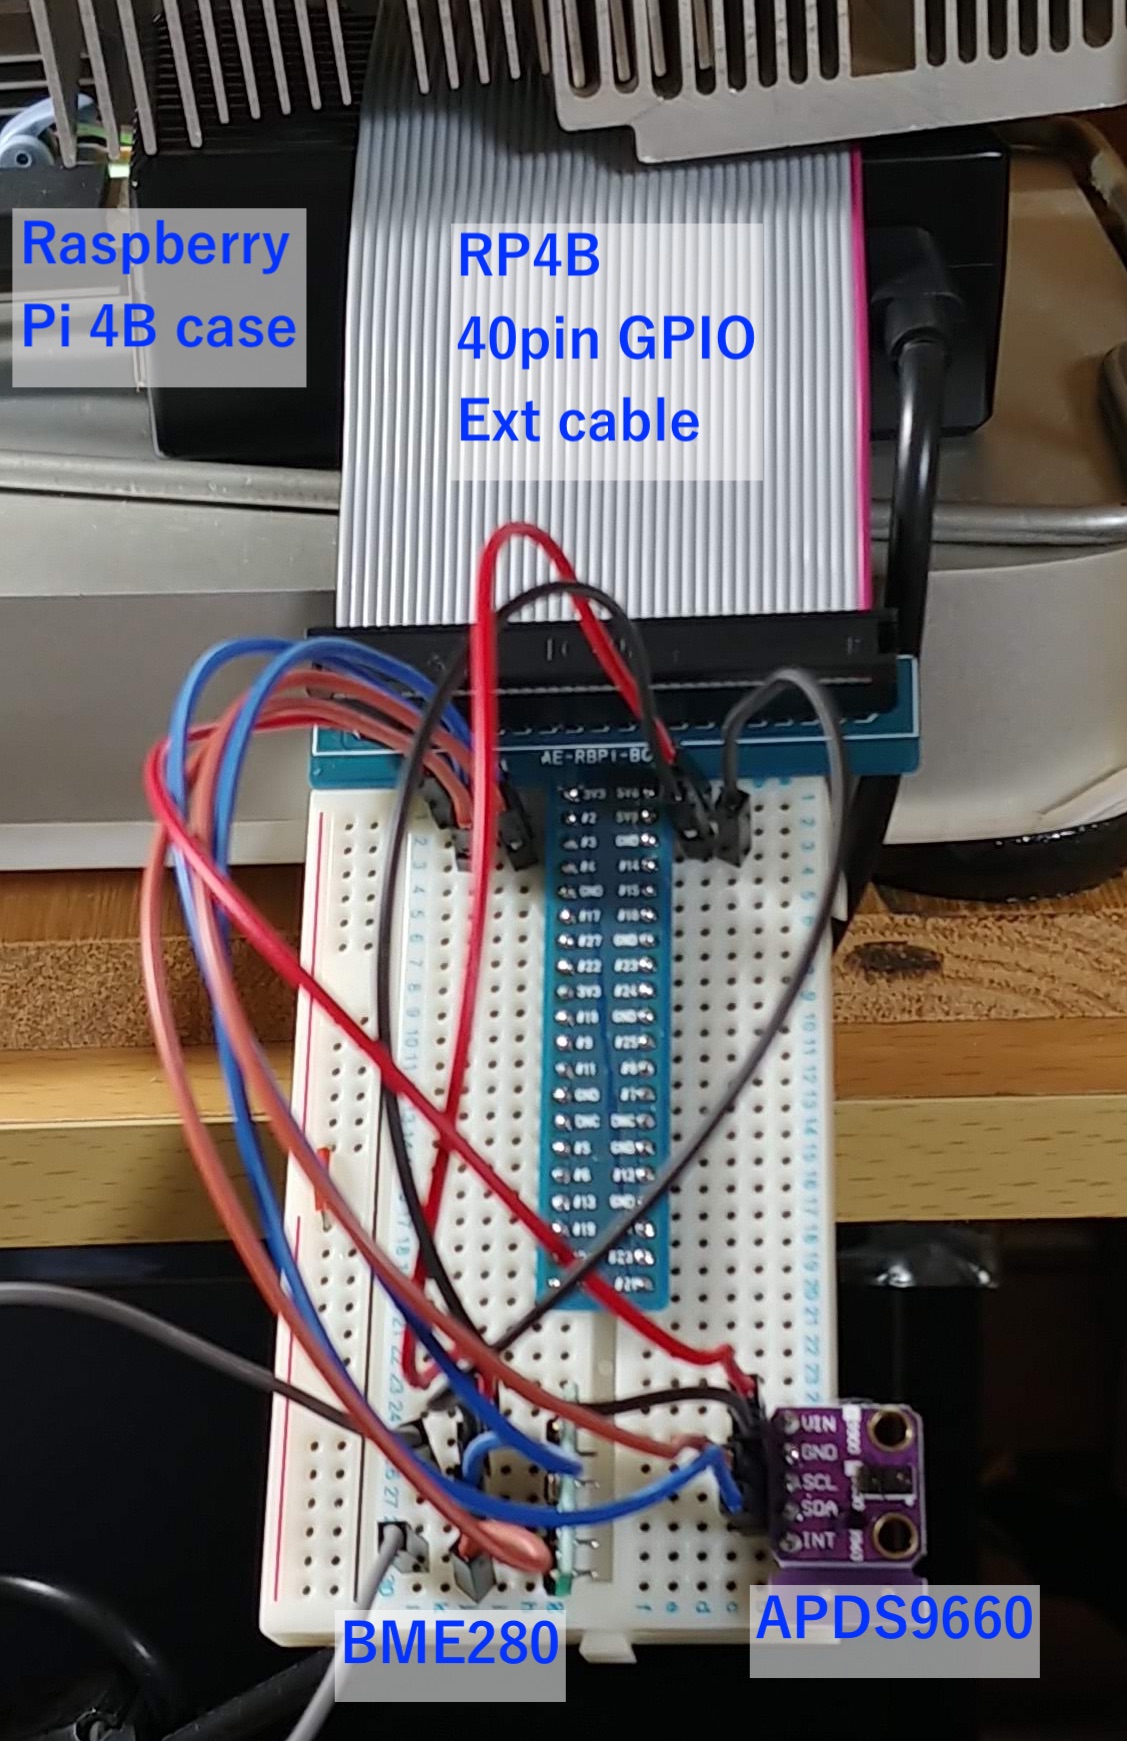 Raspberry
Pi 4B case
RP4B
40pin GPIO
Ext cable
AE-RBPi-BO
3V3 5V0
#2 5V0
#3 GND
#4 #14
GND #15
#17 #18
#27 GND
#22 #23
3V3 #24
#10 GND
#9 #25
#11 #8
GND #7
DNC DNC
#5 GND
#6 #12
#13 GND
#19
#20
#21
VIN
GND
SCL
SDA
INT
BME280
APDS9660